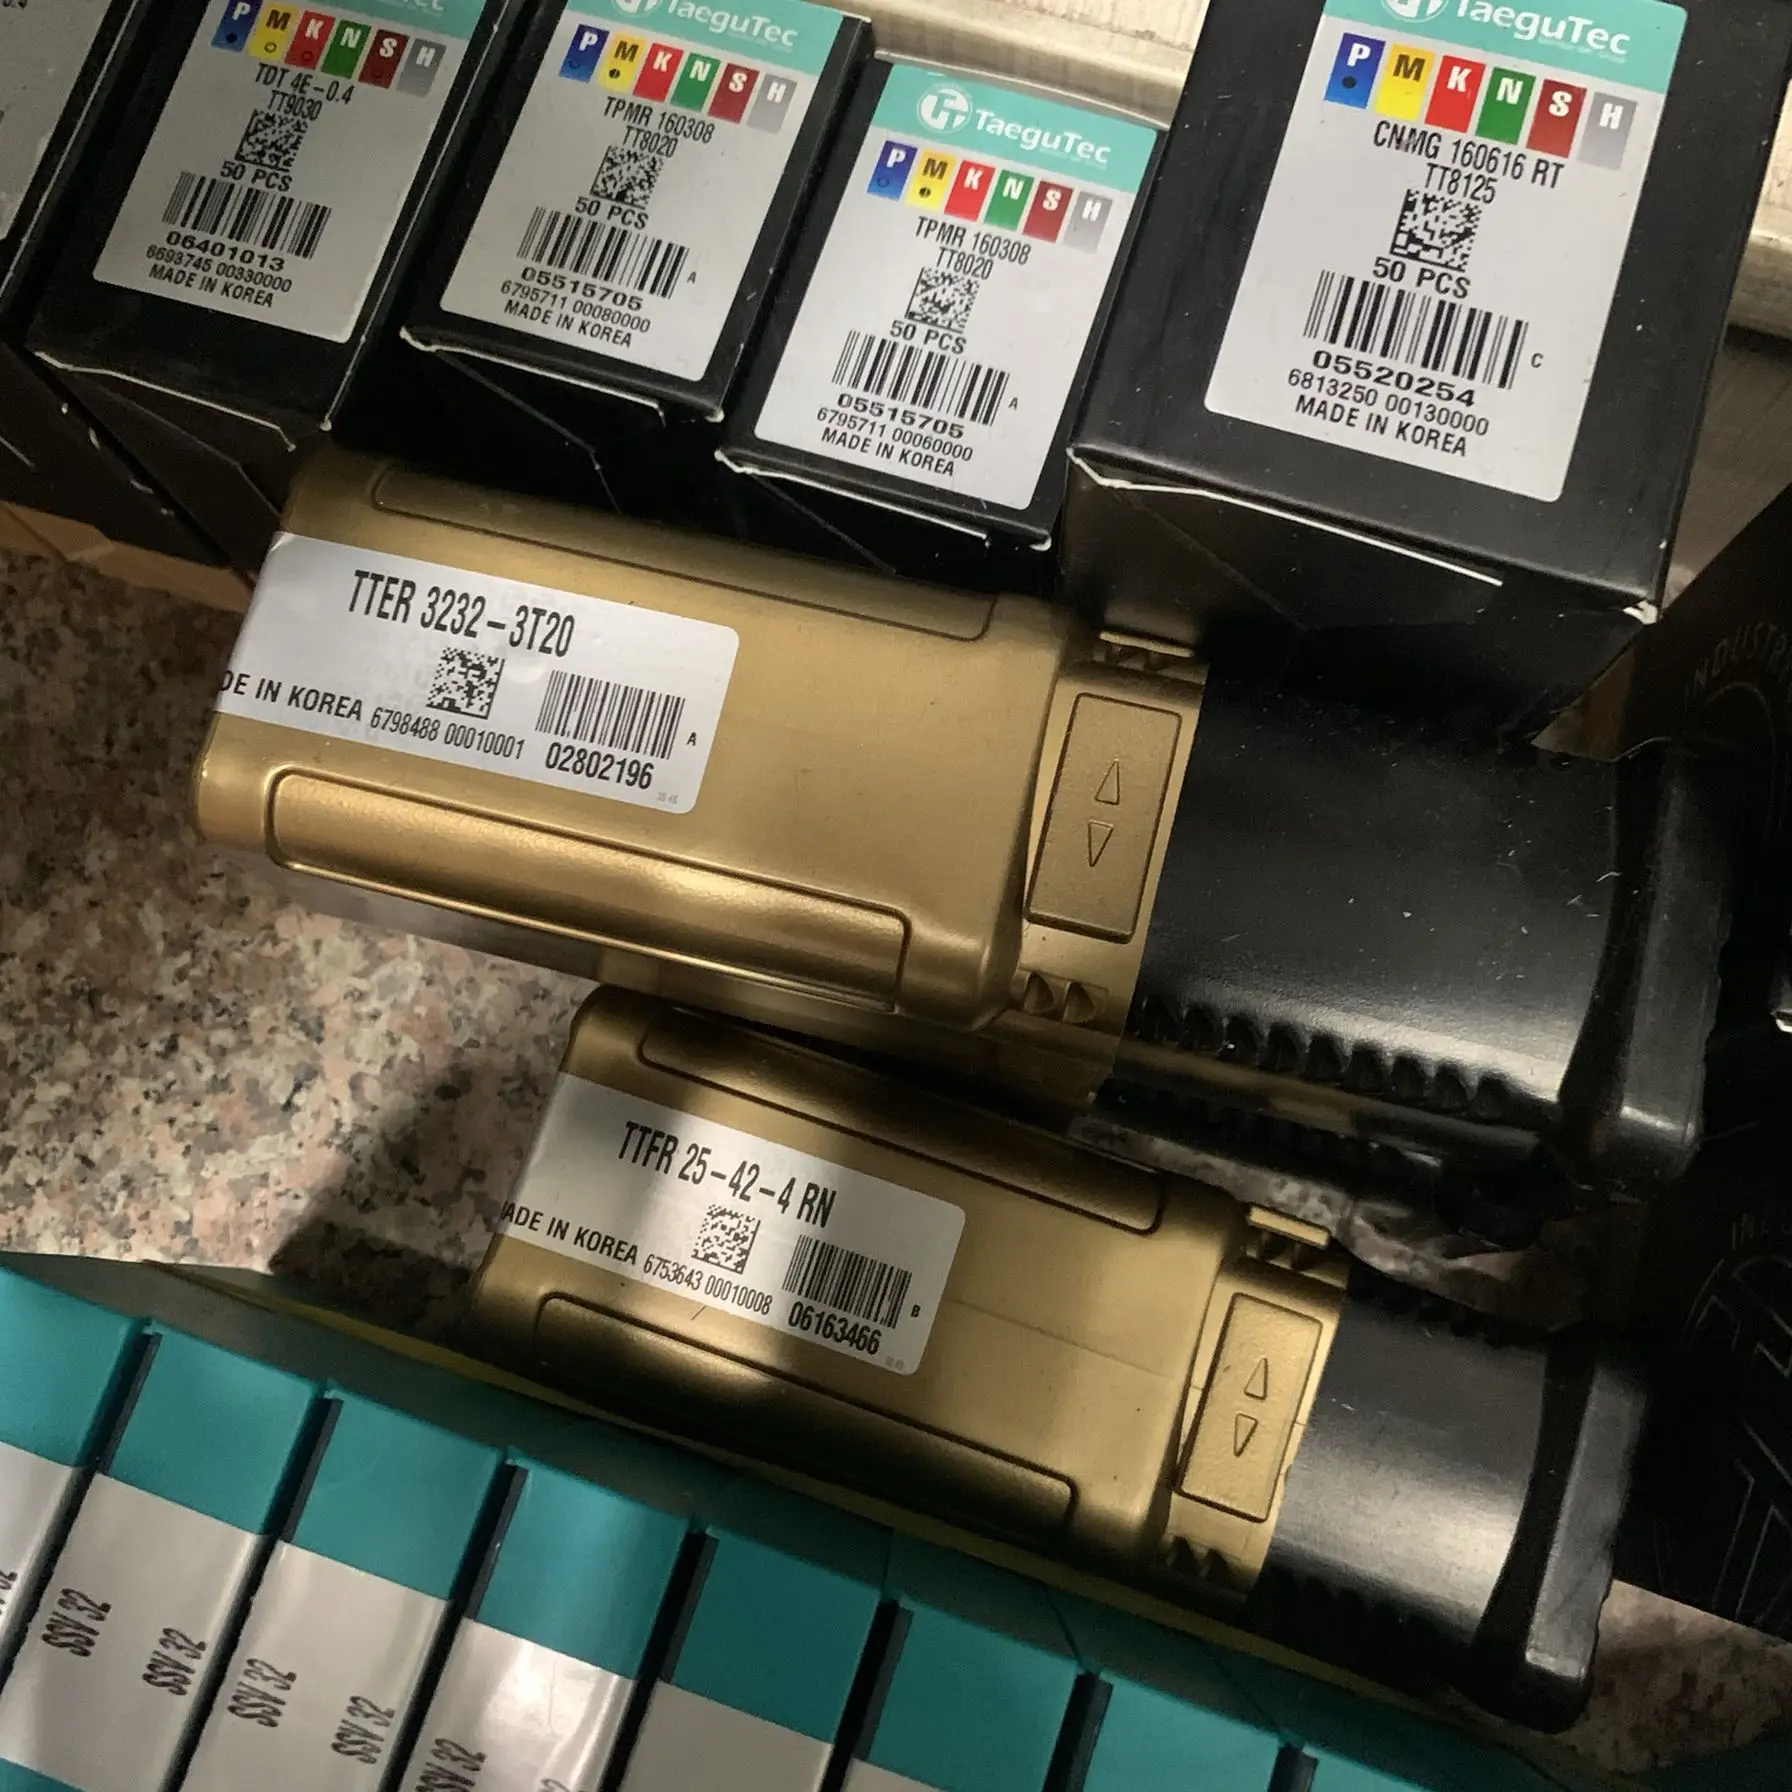 P M K N S H
TDT 4E-0.4
TT9030
50 PCS
06401013
6693745 00330000
MADE IN KOREA
TaeguTec
P M K N S H
TPMR 160308
TT8020
50 PCS
A
05515705
6795711 00080000
MADE IN KOREA
TaeguTec
P M K N S H
TPMR 160308
TT8020
50 PCS
A
05515705
6795711 00060000
MADE IN KOREA
TaeguTec
P M K N S H
CNMG 160616 RT
TT8125
50 PCS
C
05520254
6813250 00130000
MADE IN KOREA
TTER 3232-3T20
DE IN KOREA 6798488 00010001
A
02802196
TTFR 25-42-4 RN
ADE IN KOREA 6753643 00010008
B
06163466
SSV 32
SSV 32
SSV 32
SSV 32
SSV 32